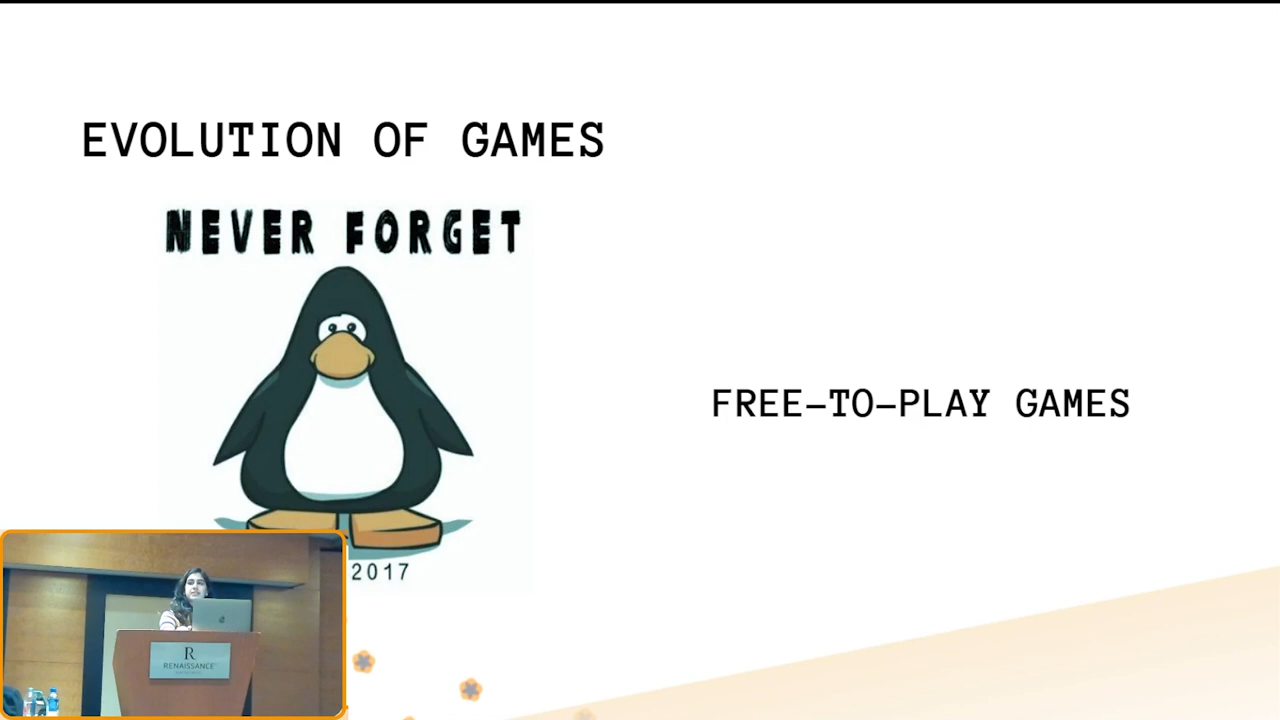 EVOLUTION OF GAMES
NEVER FORGET
FREE-TO-PLAY GAMES
2017
R
RENAISSANCE